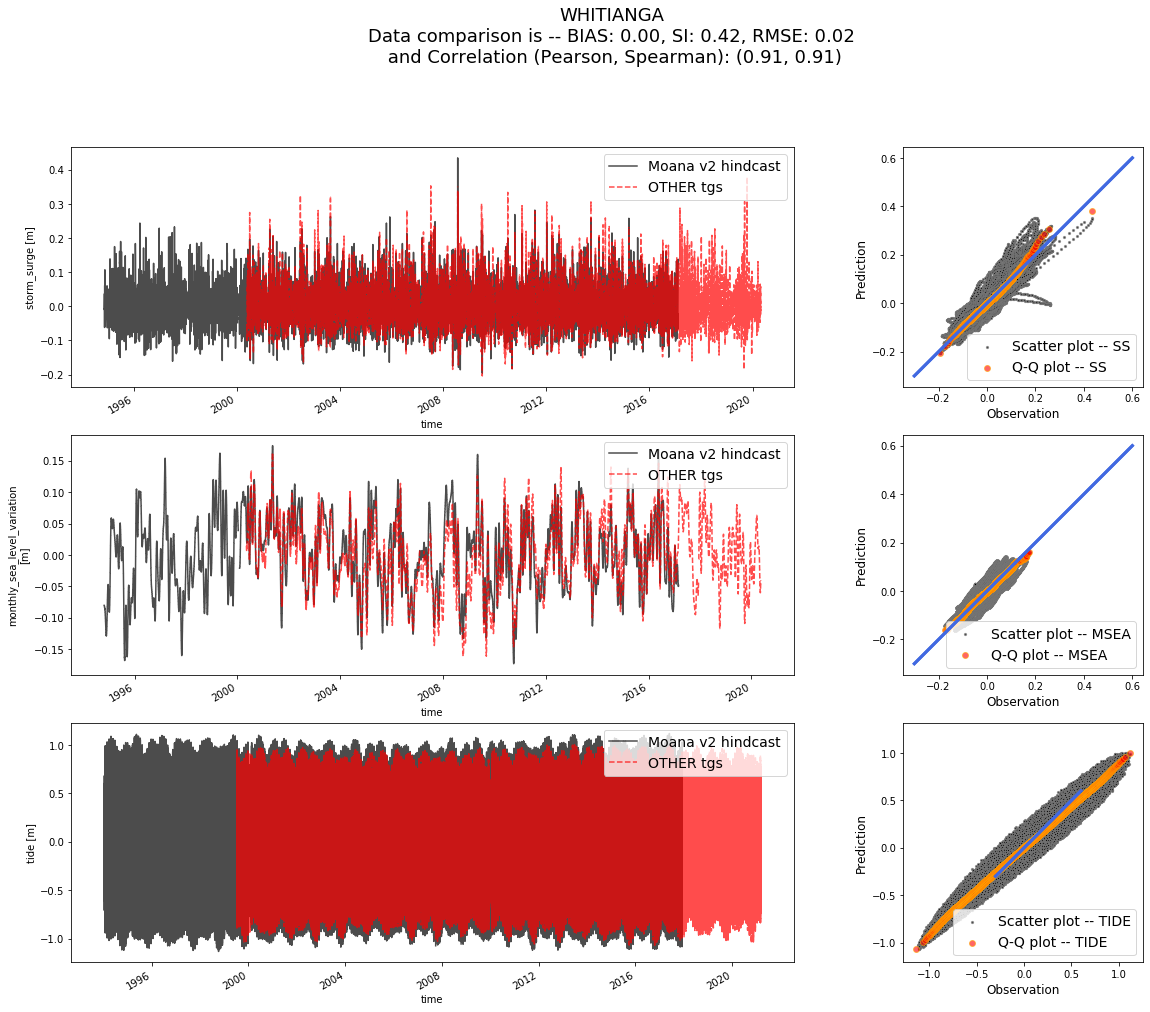 WHITIANGA
Data comparison is -- BIAS: 0.00, SI: 0.42, RMSE: 0.02
and Correlation (Pearson, Spearman): (0.91, 0.91)
storm_surge [m]
0.4
0.3
0.2
0.1
0.0
−0.1
−0.2
Moana v2 hindcast
OTHER tgs
1996
2000
2004
2008
2012
2016
2020
time
Prediction
0.6
0.4
0.2
0.0
−0.2
Scatter plot -- SS
Q-Q plot -- SS
−0.2
0.0
0.2
0.4
0.6
Observation
monthly_sea_level_variation
[m]
0.15
0.10
0.05
0.00
−0.05
−0.10
−0.15
Moana v2 hindcast
OTHER tgs
1996
2000
2004
2008
2012
2016
2020
time
Prediction
0.6
0.4
0.2
0.0
−0.2
Scatter plot -- MSEA
Q-Q plot -- MSEA
−0.2
0.0
0.2
0.4
0.6
Observation
tide [m]
1.0
0.5
0.0
−0.5
−1.0
Moana v2 hindcast
OTHER tgs
1996
2000
2004
2008
2012
2016
2020
time
Prediction
1.0
0.5
0.0
−0.5
−1.0
Scatter plot -- TIDE
Q-Q plot -- TIDE
−1.0
−0.5
0.0
0.5
1.0
Observation